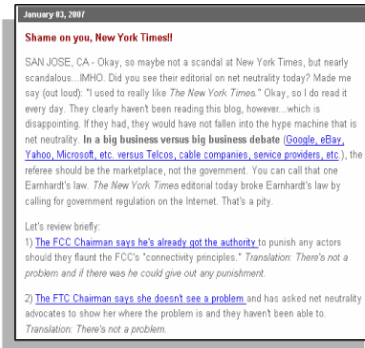 January 03, 2007
Shame on you, New York Times!!
SAN JOSE, CA - Okay, so maybe not a scandal at New York Times, but nearly
scandalous...IMHO. Did you see their editorial on net neutrality today? Made me
say (out loud): "I used to really like The New York Times." Okay, so I do read it
every day. They clearly haven't been reading this blog, however...which is
disappointing. If they had, they would have not fallen into the hype machine that is
net neutrality. In a big business versus big business debate (Google, eBay,
Yahoo, Microsoft, etc. versus Telcos, cable companies, service providers, etc.), the
referee should be the marketplace, not the government. You can call that one
Earnhardt's law. The New York Times editorial today broke Earnhardt's law by
calling for government regulation on the Internet. That's a pity.
Let's review briefly:
1) The FCC Chairman says he's already got the authority to punish any actors
should they flaunt the FCC's "connectivity principles." Translation: There's not a
problem and if there was he could give out any punishment.
2) The FTC Chairman says she doesn't see a problem and has asked net neutrality
advocates to show her where the problem is and they haven't been able to.
Translation: There's not a problem.